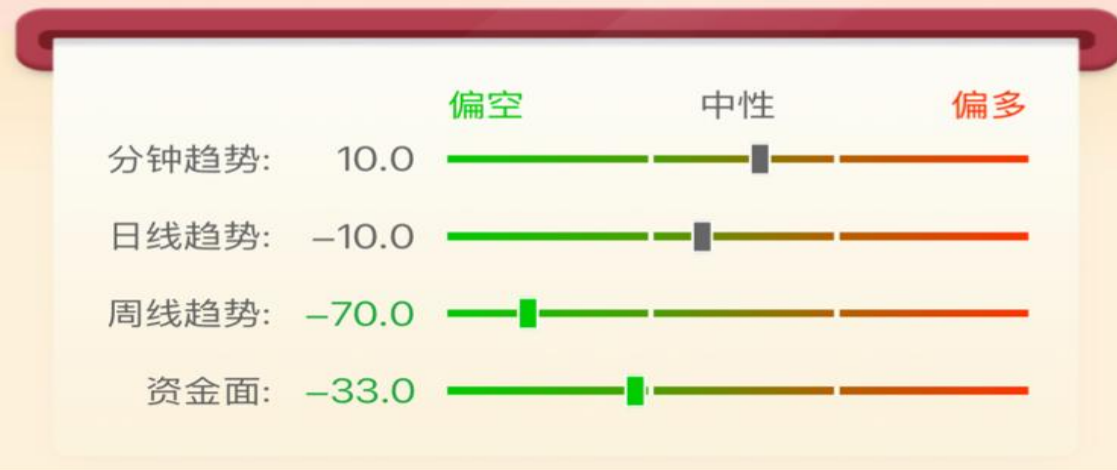 偏空 中性 偏多
分钟趋势: 10.0
日线趋势: –10.0
周线趋势: –70.0
资金面: –33.0